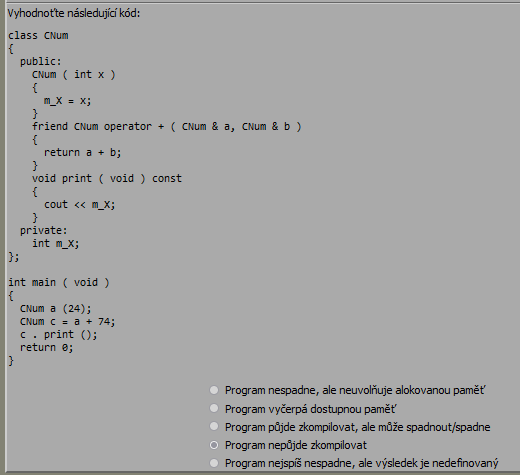 Vyhodnoťte následující kód:
class CNum
{
  public:
    CNum ( int x )
    {
      m_X = x;
    }
    friend CNum operator + ( CNum & a, CNum & b )
    {
      return a + b;
    }
    void print ( void ) const
    {
      cout << m_X;
    }
  private:
    int m_X;
};

int main ( void )
{
  CNum a (24);
  CNum c = a + 74;
  c . print ();
  return 0;
}
Program nespadne, ale neuvolňuje alokovanou paměť
Program vyčerpá dostupnou paměť
Program půjde zkompilovat, ale může spadnout/spadne
Program nepůjde zkompilovat
Program nejspíš nespadne, ale výsledek je nedefinovaný